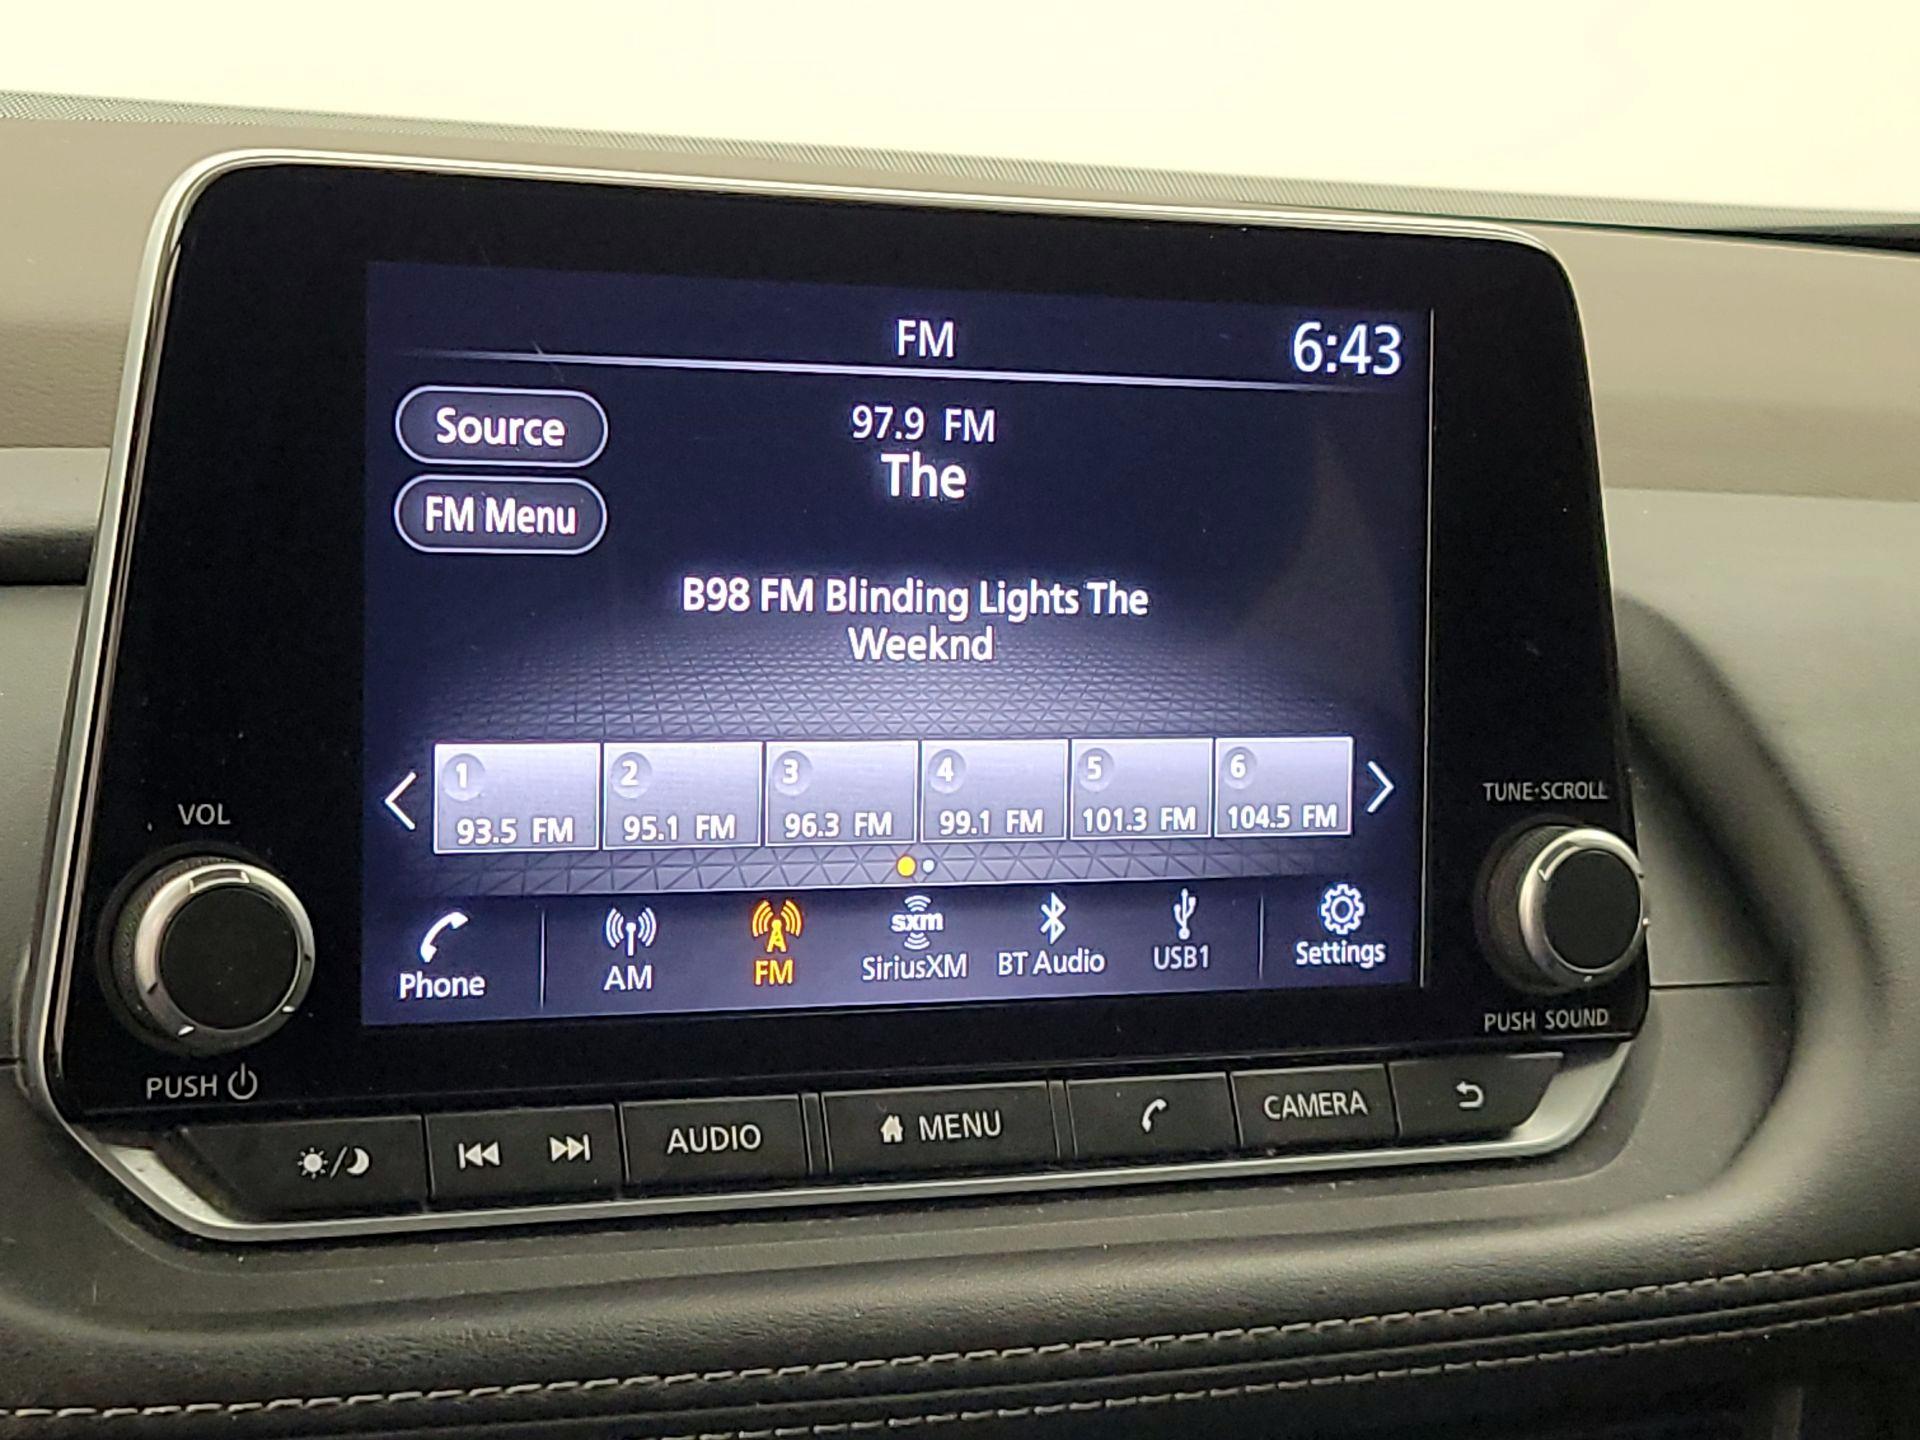 FM 6:43
Source
97.9 FM
The
FM Menu
B98 FM Blinding Lights The
Weeknd
1 2 3 4 5 6
93.5 FM 95.1 FM 96.3 FM 99.1 FM 101.3 FM 104.5 FM
Phone AM FM sxm SiriusXM BT Audio USB1 Settings
VOL
PUSH
TUNE·SCROLL
PUSH SOUND
AUDIO MENU CAMERA